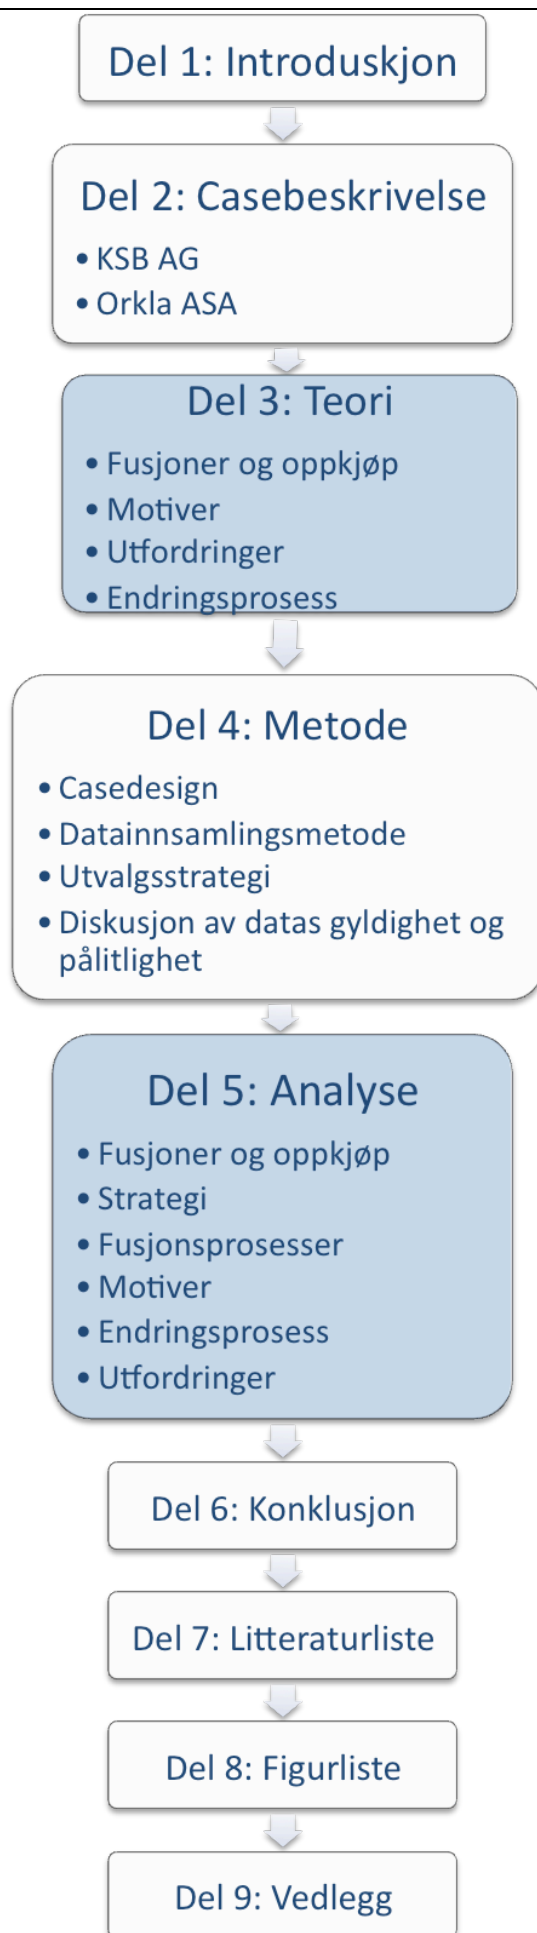 Del 1: Introduskjon
Del 2: Casebeskrivelse
• KSB AG
• Orkla ASA
Del 3: Teori
• Fusjoner og oppkjøp
• Motiver
• Utfordringer
• Endringsprosess
Del 4: Metode
• Casedesign
• Datainnsamlingsmetode
• Utvalgsstrategi
• Diskusjon av datas gyldighet og
pålitlighet
Del 5: Analyse
• Fusjoner og oppkjøp
• Strategi
• Fusjonsprosesser
• Motiver
• Endringsprosess
• Utfordringer
Del 6: Konklusjon
Del 7: Litteraturliste
Del 8: Figurliste
Del 9: Vedlegg